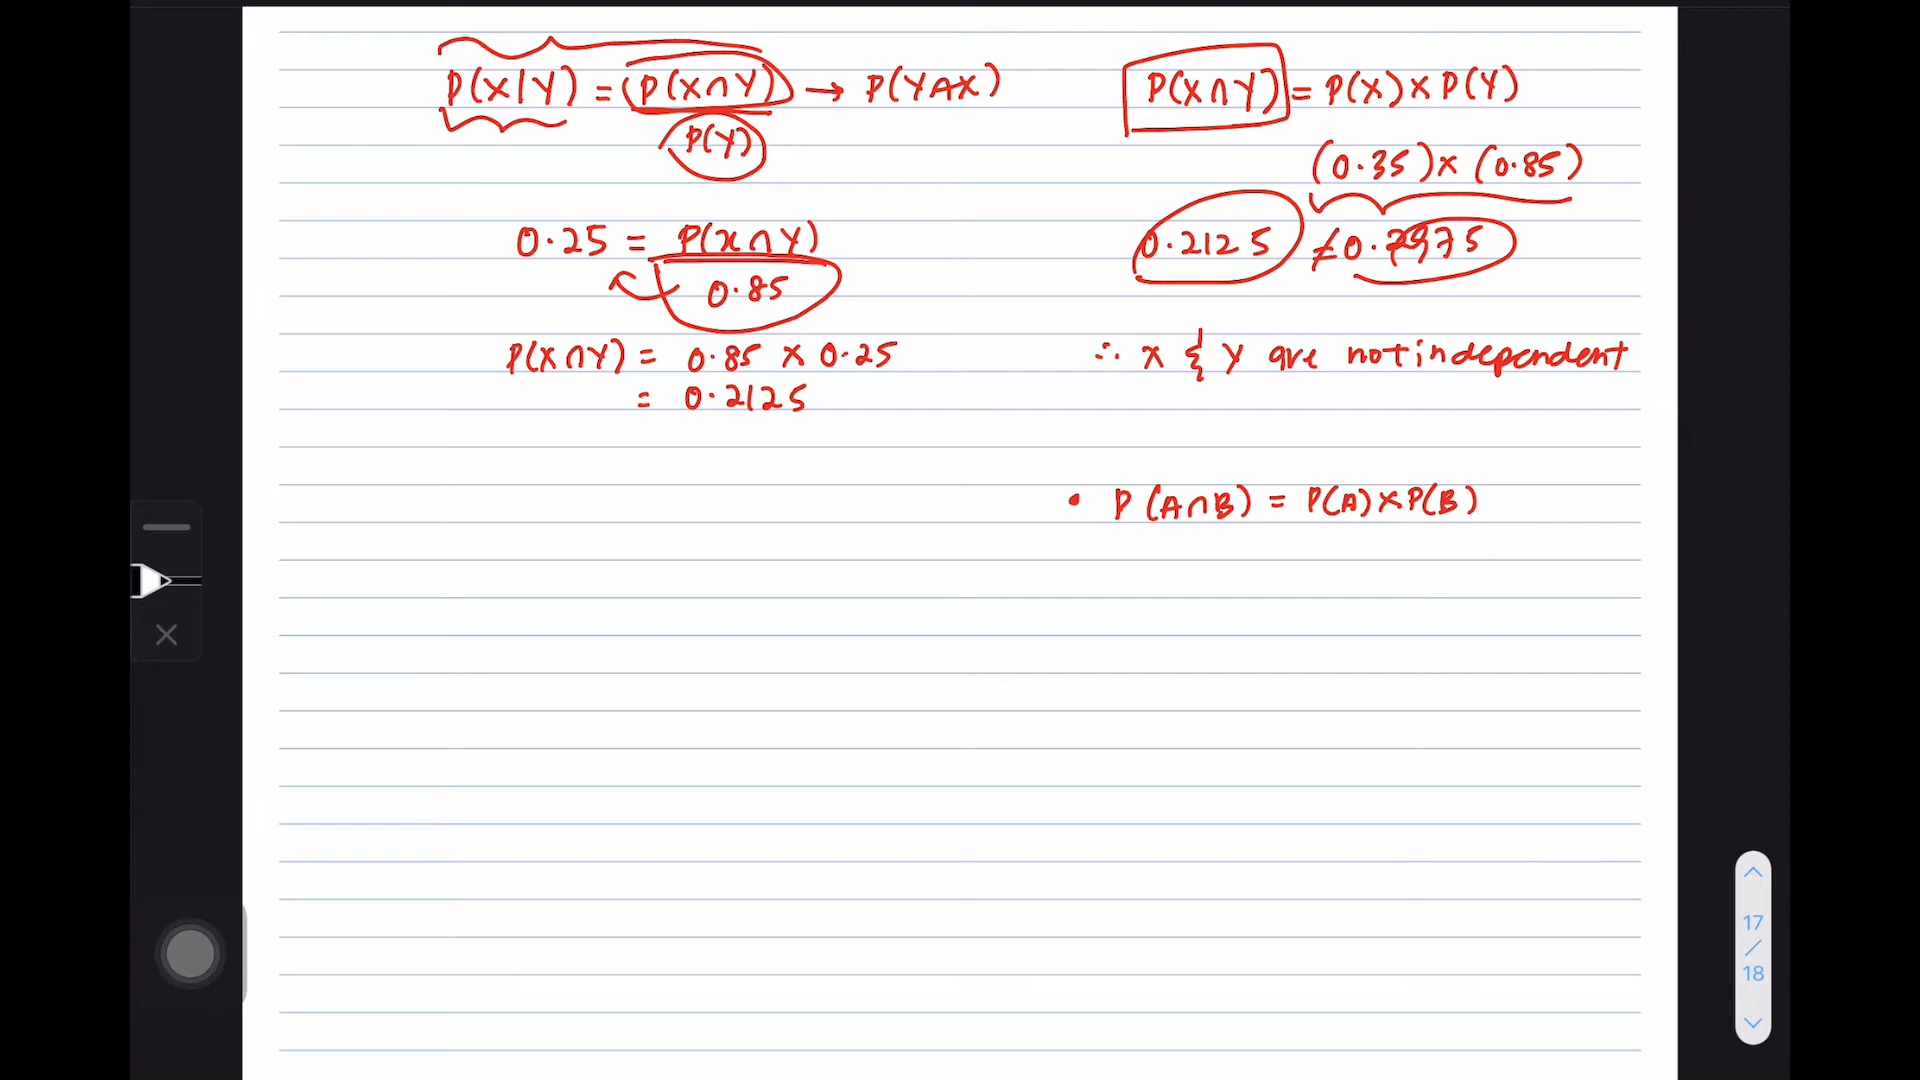 P(X|Y) = P(X∩Y) → P(Y∩X)
P(Y)
0.25 = P(X∩Y)
0.85
P(X∩Y) = 0.85 × 0.25
= 0.2125
P(X∩Y) = P(X)×P(Y)
(0.35)×(0.85)
0.2125 ≠ 0.2975
∴ X & Y are not independent
• P(A∩B) = P(A)×P(B)
17
/
18